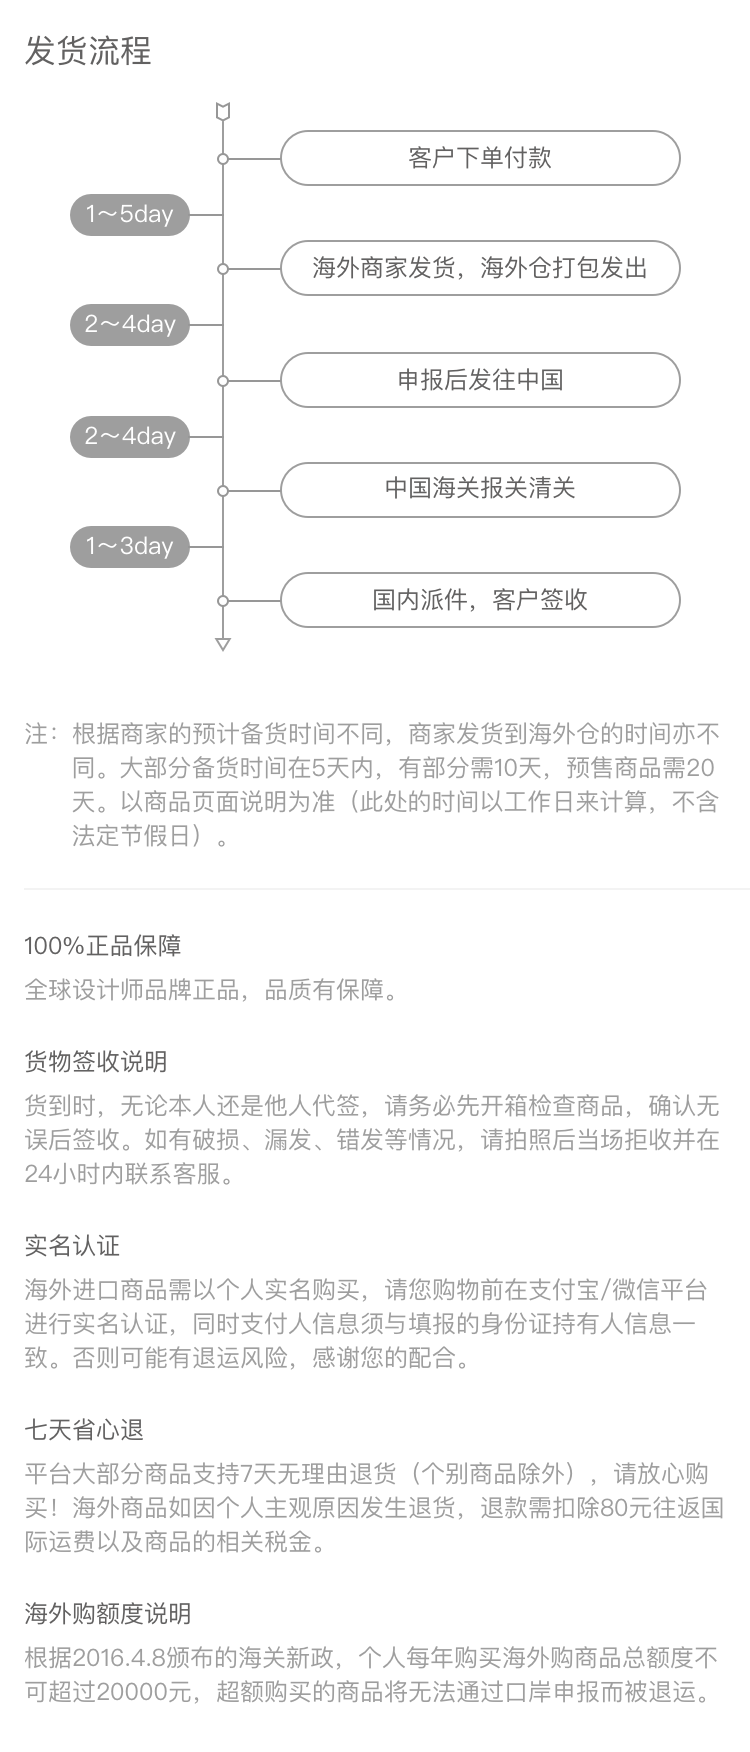 发货流程
客户下单付款
1～5day
海外商家发货，海外仓打包发出
2～4day
申报后发往中国
2～4day
中国海关报关清关
1～3day
国内派件，客户签收
注：根据商家的预计备货时间不同，商家发货到海外仓的时间亦不
同。大部分备货时间在5天内，有部分需10天，预售商品需20
天。以商品页面说明为准（此处的时间以工作日来计算，不含
法定节假日）。
100%正品保障
全球设计师品牌正品，品质有保障。
货物签收说明
货到时，无论本人还是他人代签，请务必先开箱检查商品，确认无
误后签收。如有破损、漏发、错发等情况，请拍照后当场拒收并在
24小时内联系客服。
实名认证
海外进口商品需以个人实名购买，请您购物前在支付宝/微信平台
进行实名认证，同时支付人信息须与填报的身份证持有人信息一
致。否则可能有退运风险，感谢您的配合。
七天省心退
平台大部分商品支持7天无理由退货（个别商品除外），请放心购
买！海外商品如因个人主观原因发生退货，退款需扣除80元往返国
际运费以及商品的相关税金。
海外购额度说明
根据2016.4.8颁布的海关新政，个人每年购买海外购商品总额度不
可超过20000元，超额购买的商品将无法通过口岸申报而被退运。